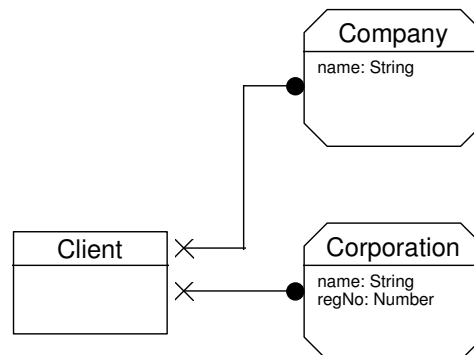 Company
name: String
Client
Corporation
name: String
regNo: Number